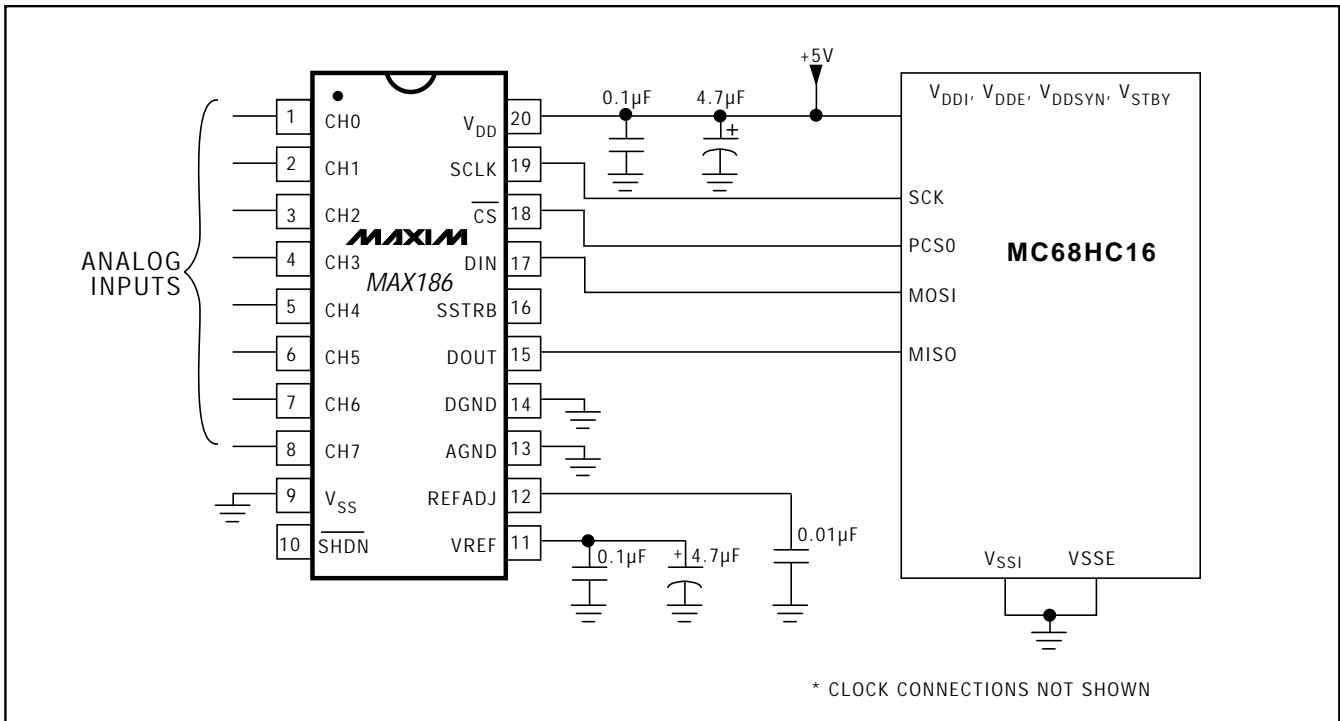 +5V
0.1µF
4.7µF
+
V_DDI, V_DDE, V_DDSYN, V_STBY
1 CH0
V_DD 20
2 CH1
SCLK 19
SCK
3 CH2
C̅S̅ 18
PCS0
MAXIM
MC68HC16
ANALOG
INPUTS
4 CH3
DIN 17
MAX186
MOSI
5 CH4
SSTRB 16
6 CH5
DOUT 15
MISO
7 CH6
DGND 14
8 CH7
AGND 13
9 V_SS
REFADJ 12
10 S̅H̅D̅N̅
VREF 11
0.1µF
+ 4.7µF
0.01µF
V_SSI
VSSE
* CLOCK CONNECTIONS NOT SHOWN